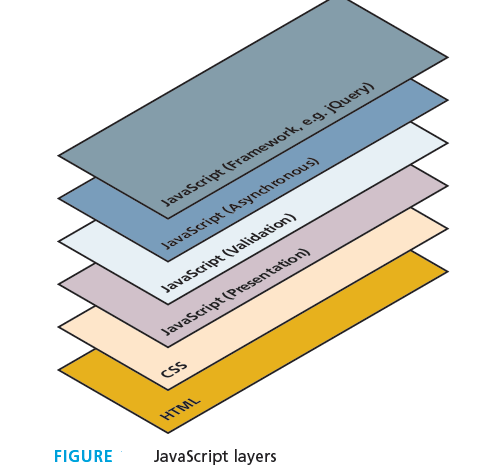 JavaScript (Framework, e.g. jQuery)
JavaScript (Asynchronous)
JavaScript (Validation)
JavaScript (Presentation)
CSS
HTML
FIGURE JavaScript layers